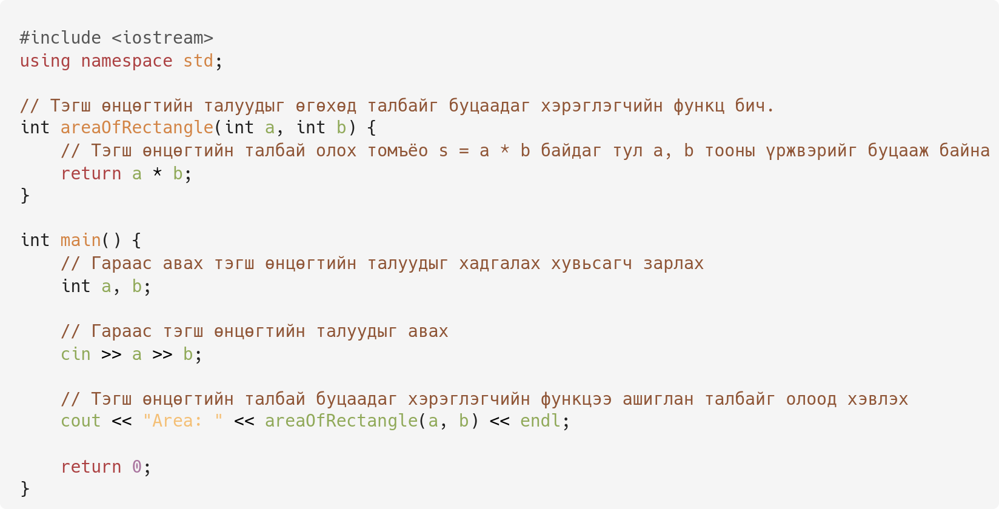 #include <iostream>
using namespace std;
// Тэгш өнцөгтийн талуудыг өгөхөд талбайг буцаадаг хэрэглэгчийн функц бич.
int areaOfRectangle(int a, int b) {
    // Тэгш өнцөгтийн талбай олох томъёо s = a * b байдаг тул a, b тооны үржвэрийг буцааж байна
    return a * b;
}
int main() {
    // Гараас авах тэгш өнцөгтийн талуудыг хадгалах хувьсагч зарлах
    int a, b;
    // Гараас тэгш өнцөгтийн талуудыг авах
    cin >> a >> b;
    // Тэгш өнцөгтийн талбай буцаадаг хэрэглэгчийн функцээ ашиглан талбайг олоод хэвлэх
    cout << "Area: " << areaOfRectangle(a, b) << endl;
    return 0;
}